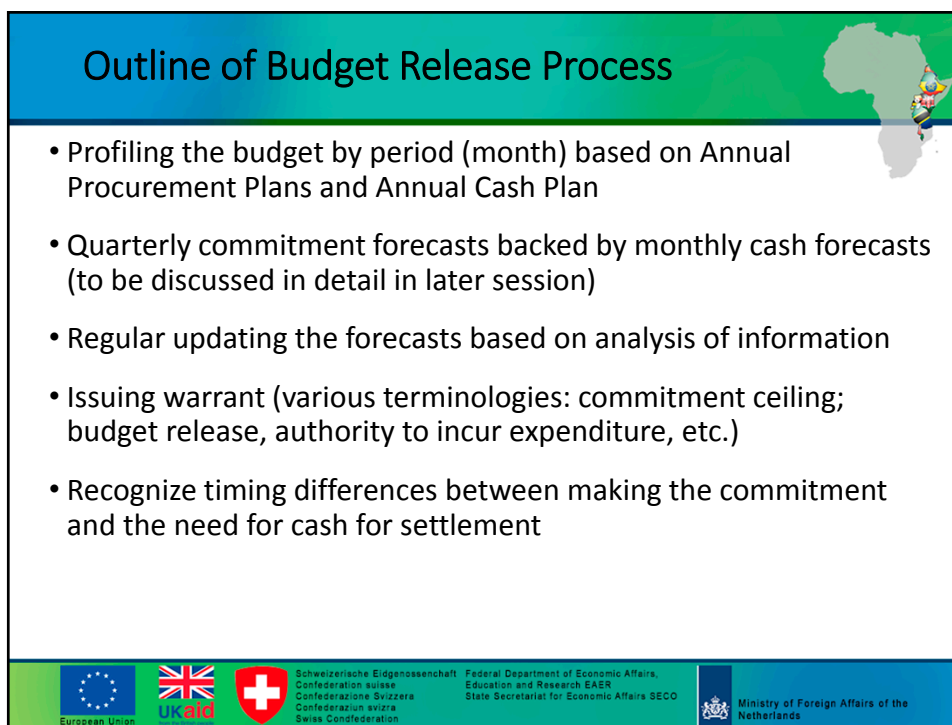 Outline of Budget Release Process
• Profiling the budget by period (month) based on Annual
Procurement Plans and Annual Cash Plan
• Quarterly commitment forecasts backed by monthly cash forecasts
(to be discussed in detail in later session)
• Regular updating the forecasts based on analysis of information
• Issuing warrant (various terminologies: commitment ceiling;
budget release, authority to incur expenditure, etc.)
• Recognize timing differences between making the commitment
and the need for cash for settlement
European Union
UKaid
from the British people
Schweizerische Eidgenossenschaft
Confederation suisse
Confederazione Svizzera
Confederaziun svizra
Swiss Condfederation
Federal Department of Economic Affairs,
Education and Research EAER
State Secretariat for Economic Affairs SECO
Ministry of Foreign Affairs of the
Netherlands